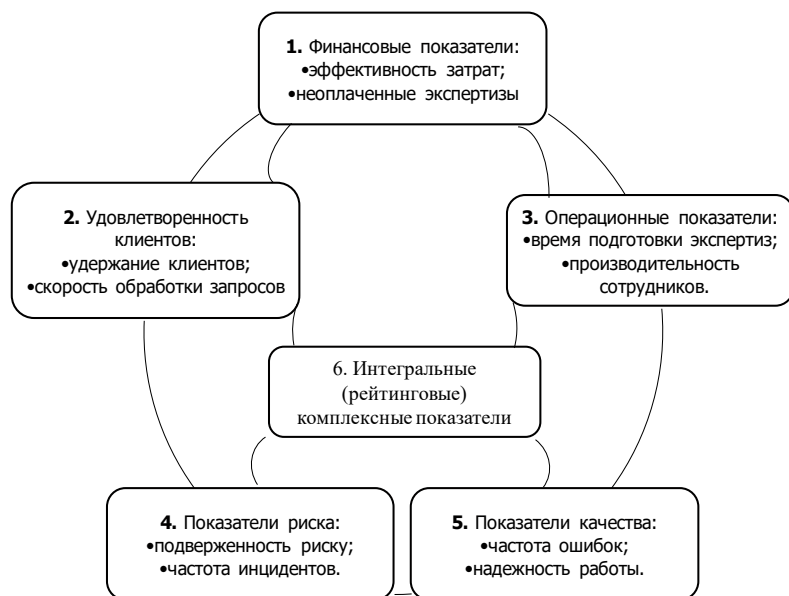 1. Финансовые показатели:
•эффективность затрат;
•неоплаченные экспертизы
2. Удовлетворенность
клиентов:
•удержание клиентов;
•скорость обработки запросов
3. Операционные показатели:
•время подготовки экспертиз;
•производительность
сотрудников.
6. Интегральные
(рейтинговые)
комплексные показатели
4. Показатели риска:
•подверженность риску;
•частота инцидентов.
5. Показатели качества:
•частота ошибок;
•надежность работы.